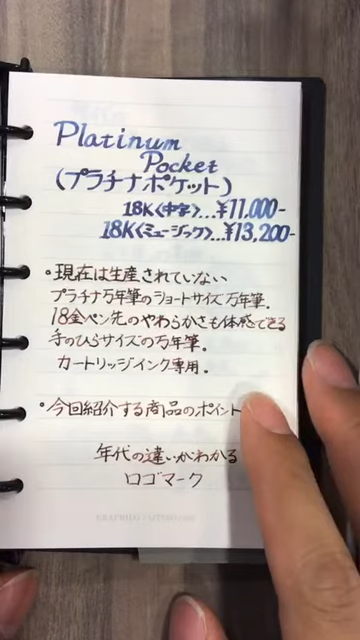 Platinum
Pocket
(プラチナポケット)
18K<中字>...¥11,000-
18K<ミュージック>...¥13,200-
•現在は生産されていない
プラチナ万年筆のショートサイズ万年筆。
18金ペン先のやわらかさも体感できる
手のひらサイズの万年筆。
カートリッジインク専用。
•今回紹介する商品のポイント
年代の違いがわかる
ロゴマーク